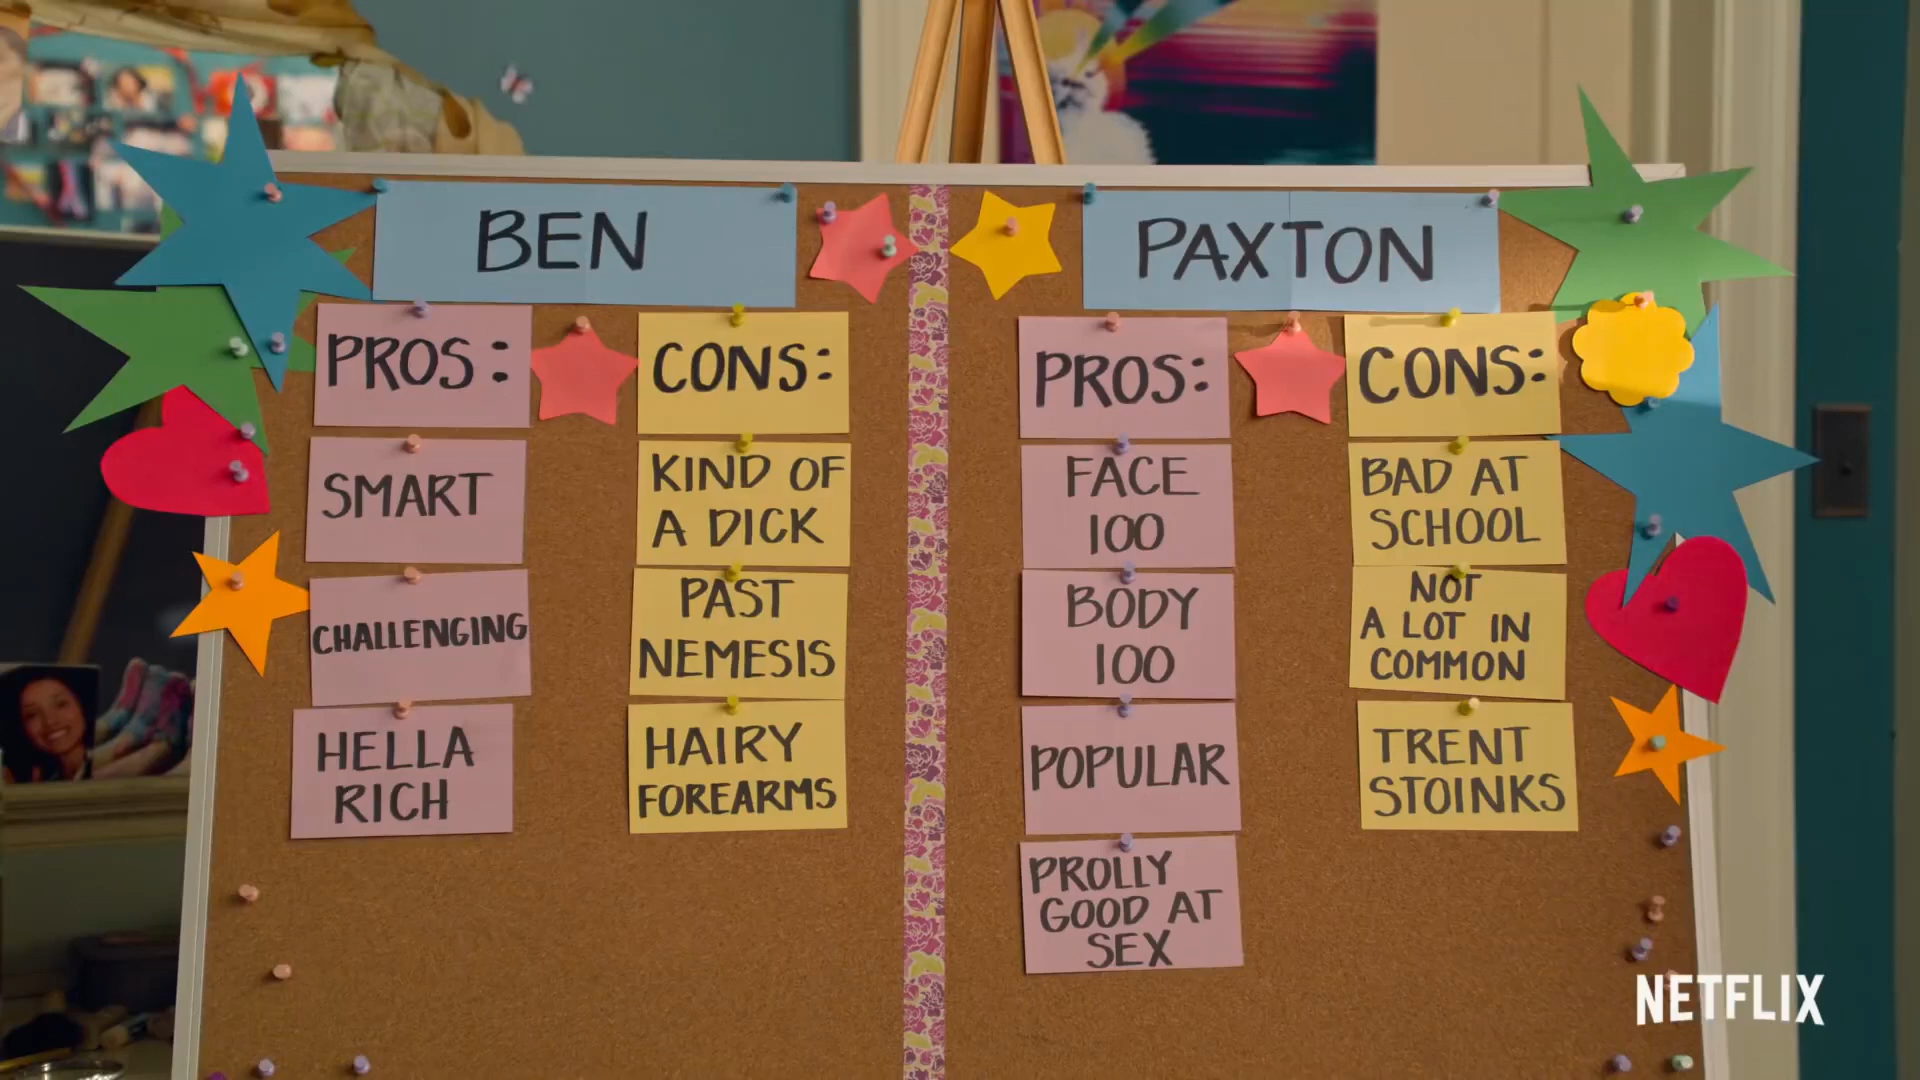 BEN
PROS:
SMART
CHALLENGING
HELLA
RICH
CONS:
KIND OF
A DICK
PAST
NEMESIS
HAIRY
FOREARMS
PAXTON
PROS:
FACE
100
BODY
100
POPULAR
PROLLY
GOOD AT
SEX
CONS:
BAD AT
SCHOOL
NOT
A LOT IN
COMMON
TRENT
STOINKS
NETFLIX